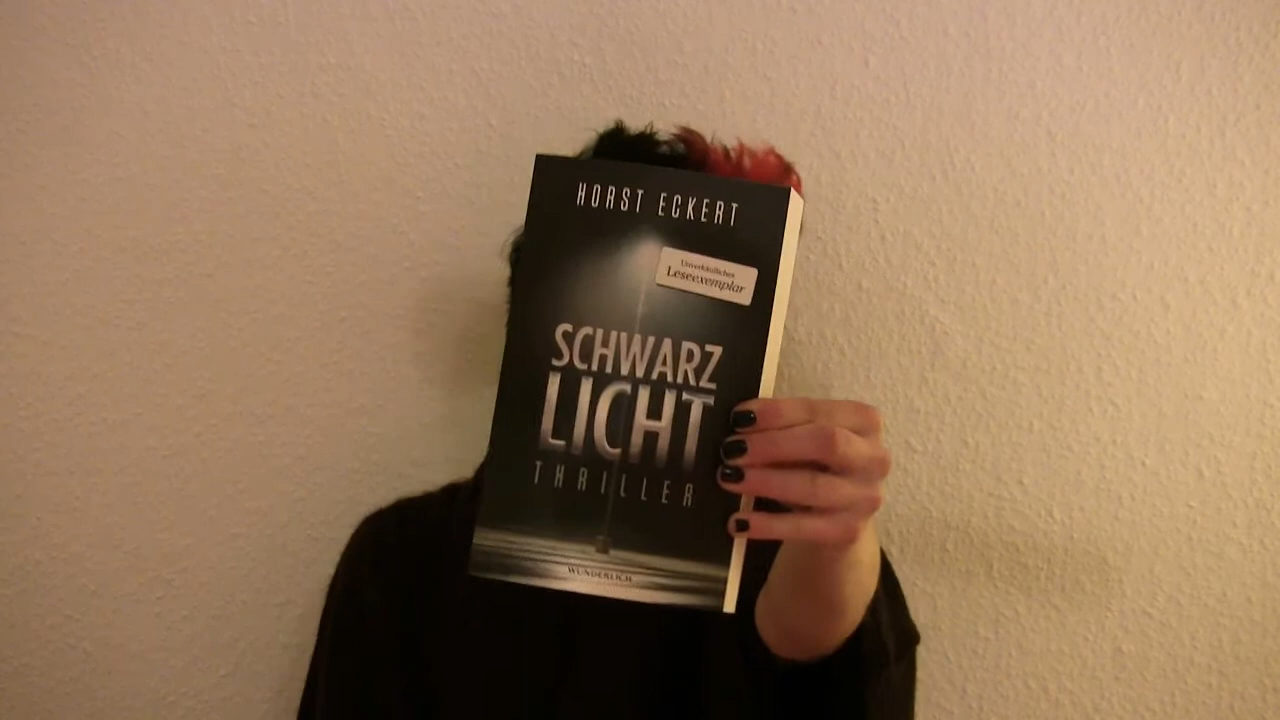 HORST ECKERT
Unverkäufliches
Leseexemplar
SCHWARZ
LICHT
THRILLER
WUNDERLICH